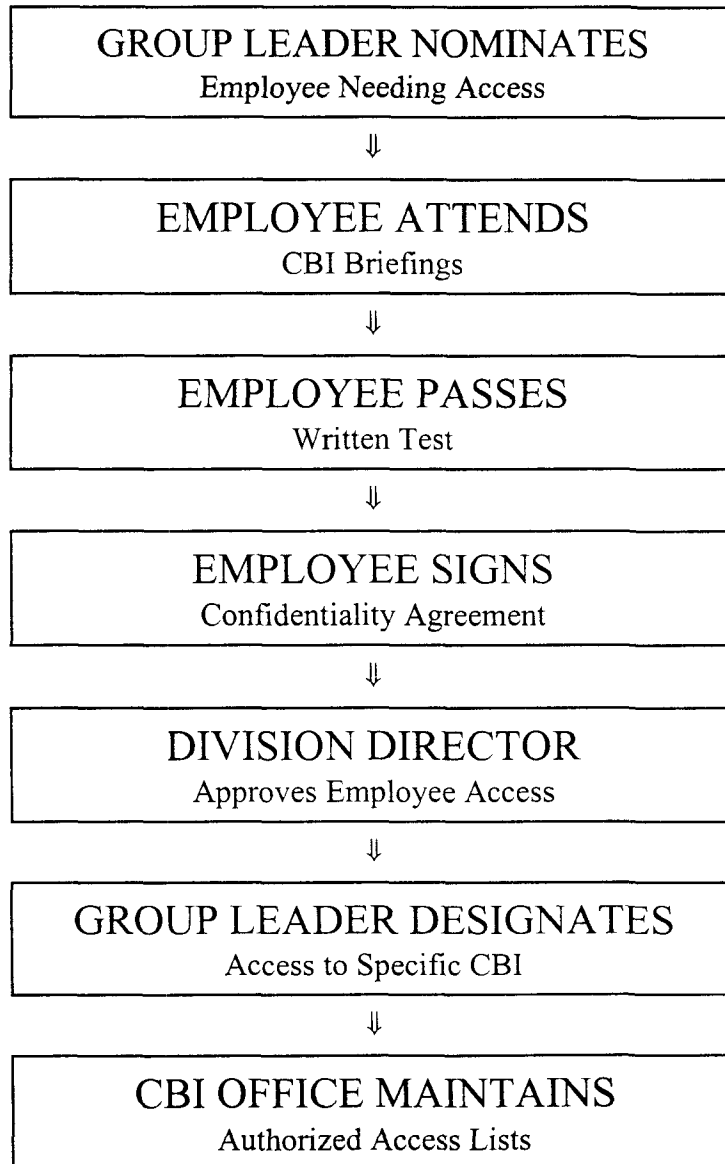 GROUP LEADER NOMINATES
Employee Needing Access
⇓
EMPLOYEE ATTENDS
CBI Briefings
⇓
EMPLOYEE PASSES
Written Test
⇓
EMPLOYEE SIGNS
Confidentiality Agreement
⇓
DIVISION DIRECTOR
Approves Employee Access
⇓
GROUP LEADER DESIGNATES
Access to Specific CBI
⇓
CBI OFFICE MAINTAINS
Authorized Access Lists